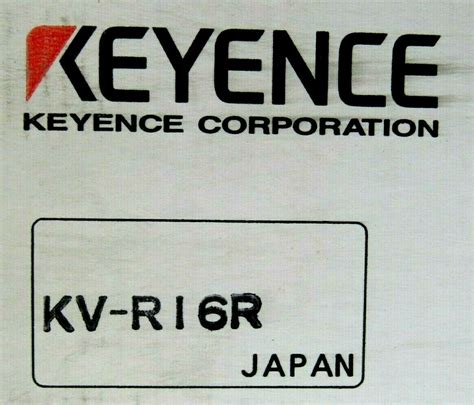 KEYENCE
KEYENCE CORPORATION
KV-R16R
JAPAN